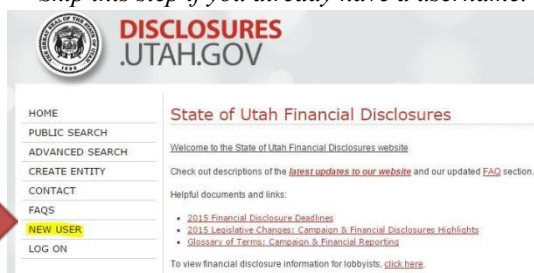 skip this step if you already have a username.
DISCLOSURES
.UTAH.GOV
HOME
PUBLIC SEARCH
ADVANCED SEARCH
CREATE ENTITY
CONTACT
FAQS
NEW USER
LOG ON
State of Utah Financial Disclosures
Welcome to the State of Utah Financial Disclosures website
Check out descriptions of the latest updates to our website and our updated FAQ section.
Helpful documents and links:
• 2015 Financial Disclosure Deadlines
• 2015 Legislative Changes: Campaign & Financial Disclosures Highlights
• Glossary of Terms: Campaign & Financial Reporting
To view financial disclosure information for lobbyists, click here.